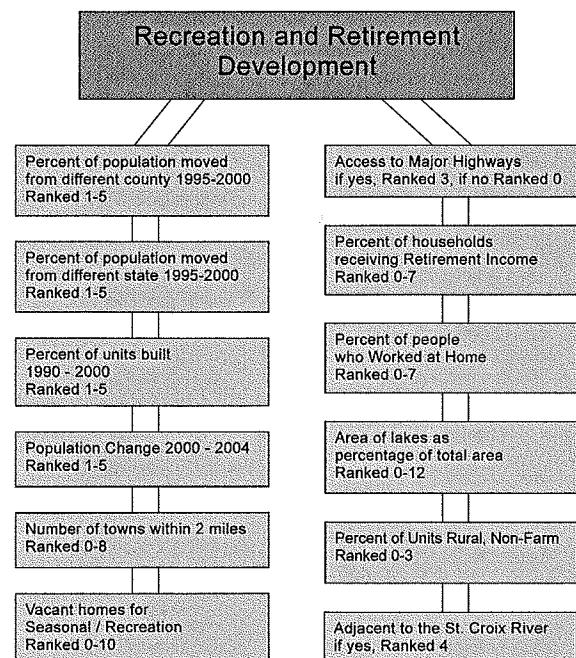 Recreation and Retirement
Development
Percent of population moved
from different county 1995-2000
Ranked 1-5
Percent of population moved
from different state 1995-2000
Ranked 1-5
Percent of units built
1990 - 2000
Ranked 1-5
Population Change 2000 - 2004
Ranked 1-5
Number of towns within 2 miles
Ranked 0-8
Vacant homes for
Seasonal / Recreation
Ranked 0-10
Access to Major Highways
if yes, Ranked 3, if no Ranked 0
Percent of households
receiving Retirement Income
Ranked 0-7
Percent of people
who Worked at Home
Ranked 0-7
Area of lakes as
percentage of total area
Ranked 0-12
Percent of Units Rural, Non-Farm
Ranked 0-3
Adjacent to the St. Croix River
if yes, Ranked 4